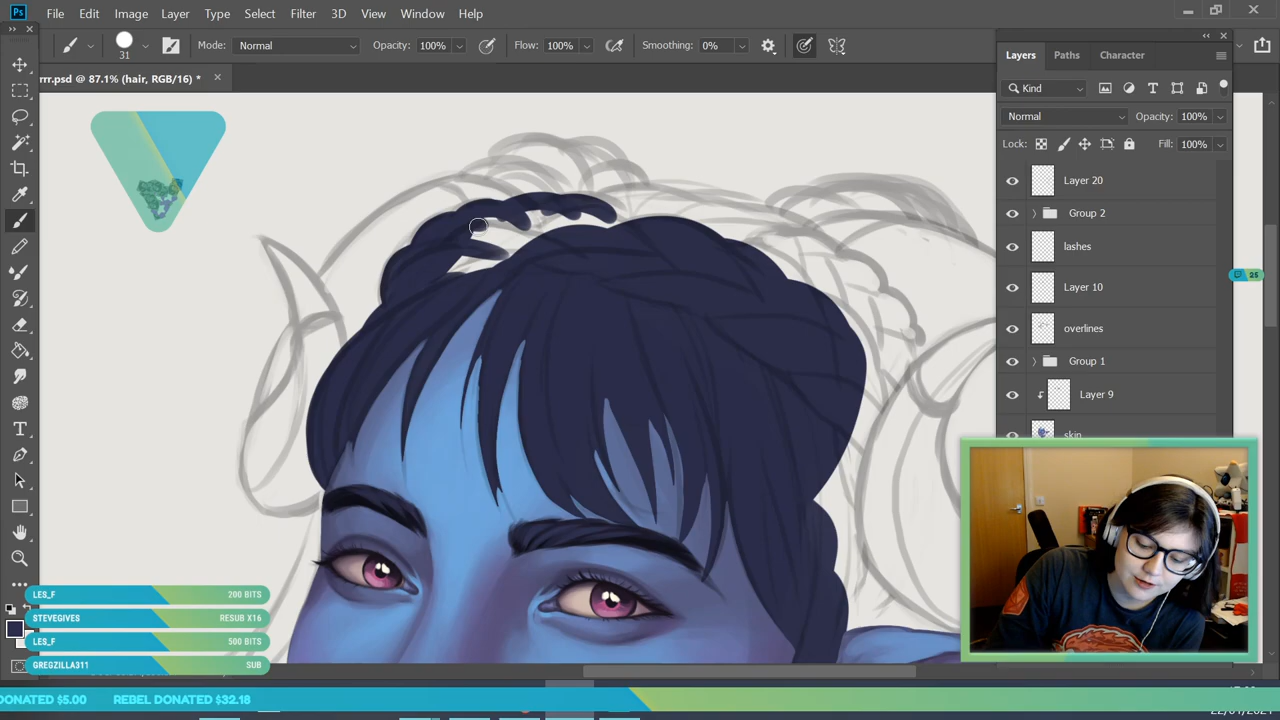 Ps File Edit Image Layer Type Select Filter 3D View Window Help
31 Mode: Normal Opacity: 100% Flow: 100% Smoothing: 0%
rrr.psd @ 87.1% (hair, RGB/16) *
Layers Paths Character
Kind
Normal Opacity: 100%
Lock: Fill: 100%
Layer 20
Group 2
lashes
25
Layer 10
overlines
Group 1
Layer 9
skin
LES_F 200 BITS
STEVEGIVES RESUB X16
LES_F 500 BITS
GREGZILLA311 SUB
DONATED $5.00 REBEL DONATED $32.18